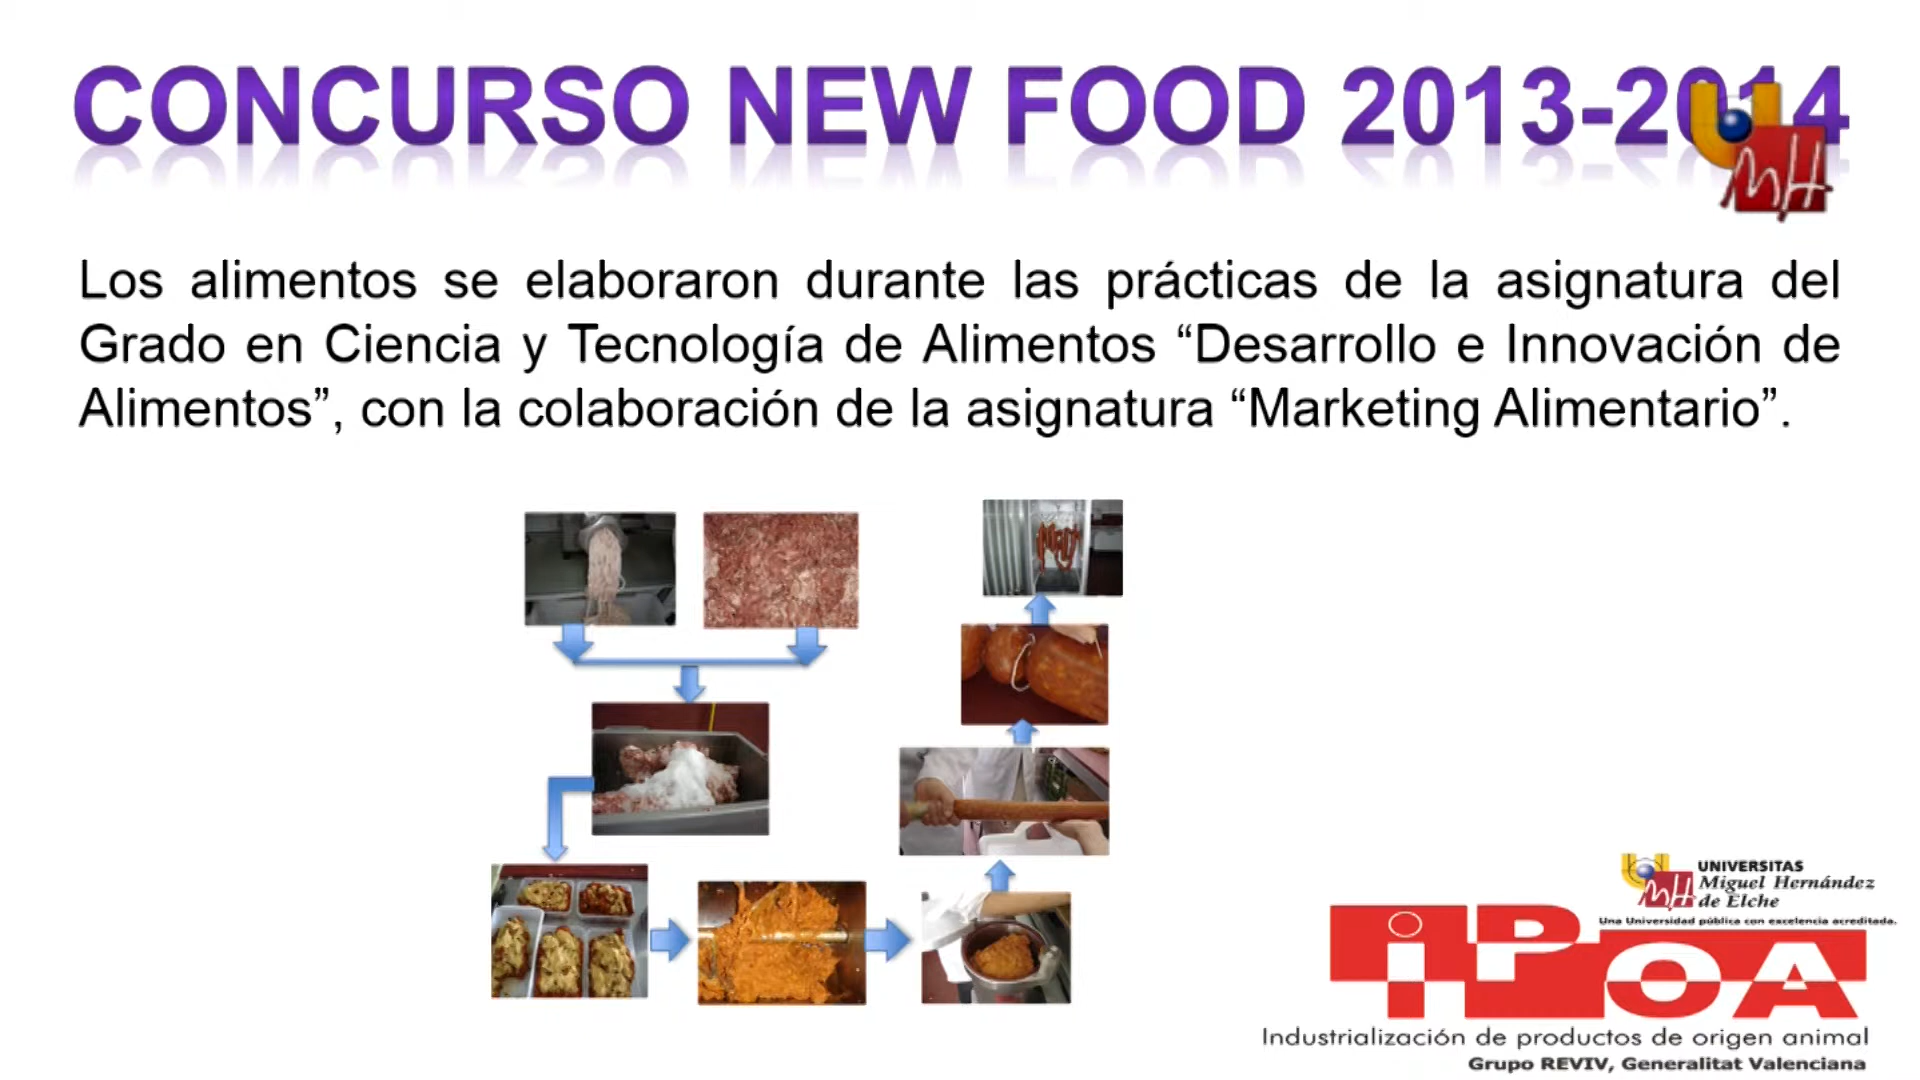 CONCURSO NEW FOOD 2013-2014
UMH
Los alimentos se elaboraron durante las prácticas de la asignatura del
Grado en Ciencia y Tecnología de Alimentos “Desarrollo e Innovación de
Alimentos”, con la colaboración de la asignatura “Marketing Alimentario”.
UMH
UNIVERSITAS
Miguel Hernández
de Elche
Una Universidad pública con excelencia acreditada.
iPOA
Industrialización de productos de origen animal
Grupo REVIV, Generalitat Valenciana